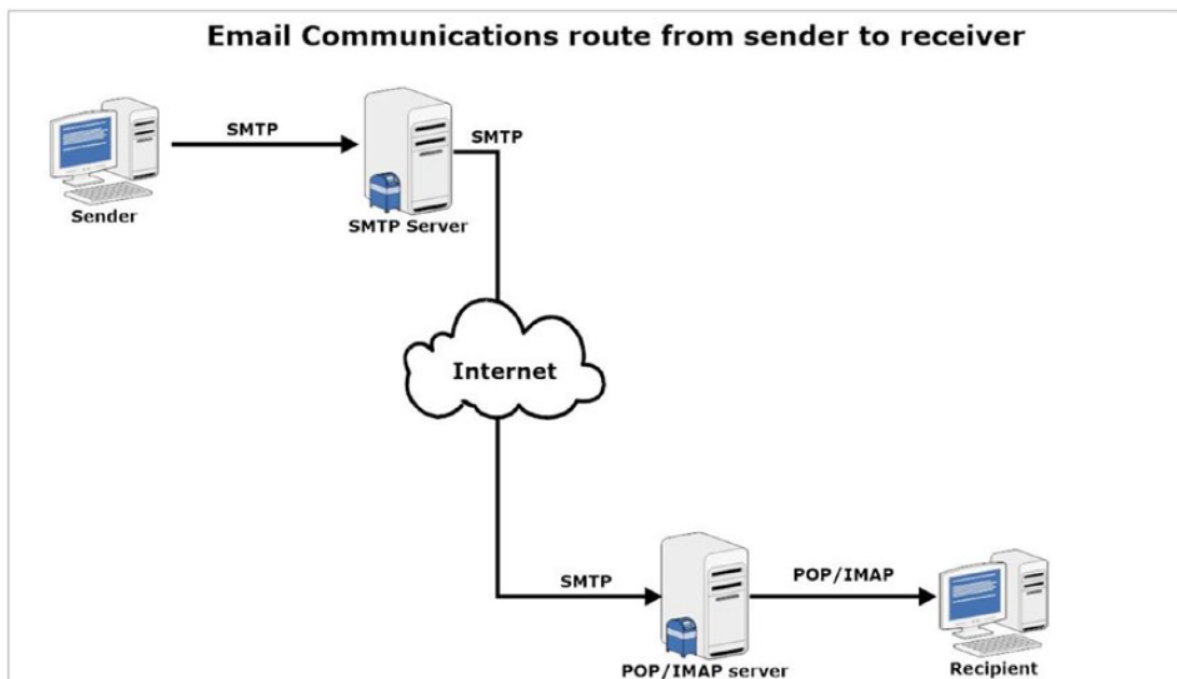 Email Communications route from sender to receiver
SMTP
SMTP
Sender
SMTP Server
Internet
SMTP
POP/IMAP
POP/IMAP server
Recipient